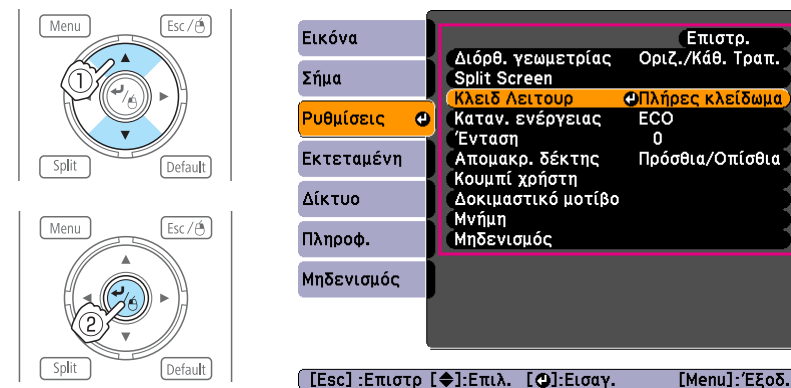 Menu
Esc/
1
Split
Default
Menu
Esc/
2
Split
Default
Εικόνα
Σήμα
Ρυθμίσεις
Εκτεταμένη
Δίκτυο
Πληροφ.
Μηδενισμός
Επιστρ.
Διόρθ. γεωμετρίας Οριζ./Κάθ. Τραπ.
Split Screen
Κλειδ Λειτουρ Πλήρες κλείδωμα
Καταν. ενέργειας ECO
Ένταση 0
Απομακρ. δέκτης Πρόσθια/Οπίσθια
Κουμπί χρήστη
Δοκιμαστικό μοτίβο
Μνήμη
Μηδενισμός
[Esc] :Επιστρ [◆]:Επιλ. [⏎]:Εισαγ. [Menu]:Έξοδ.